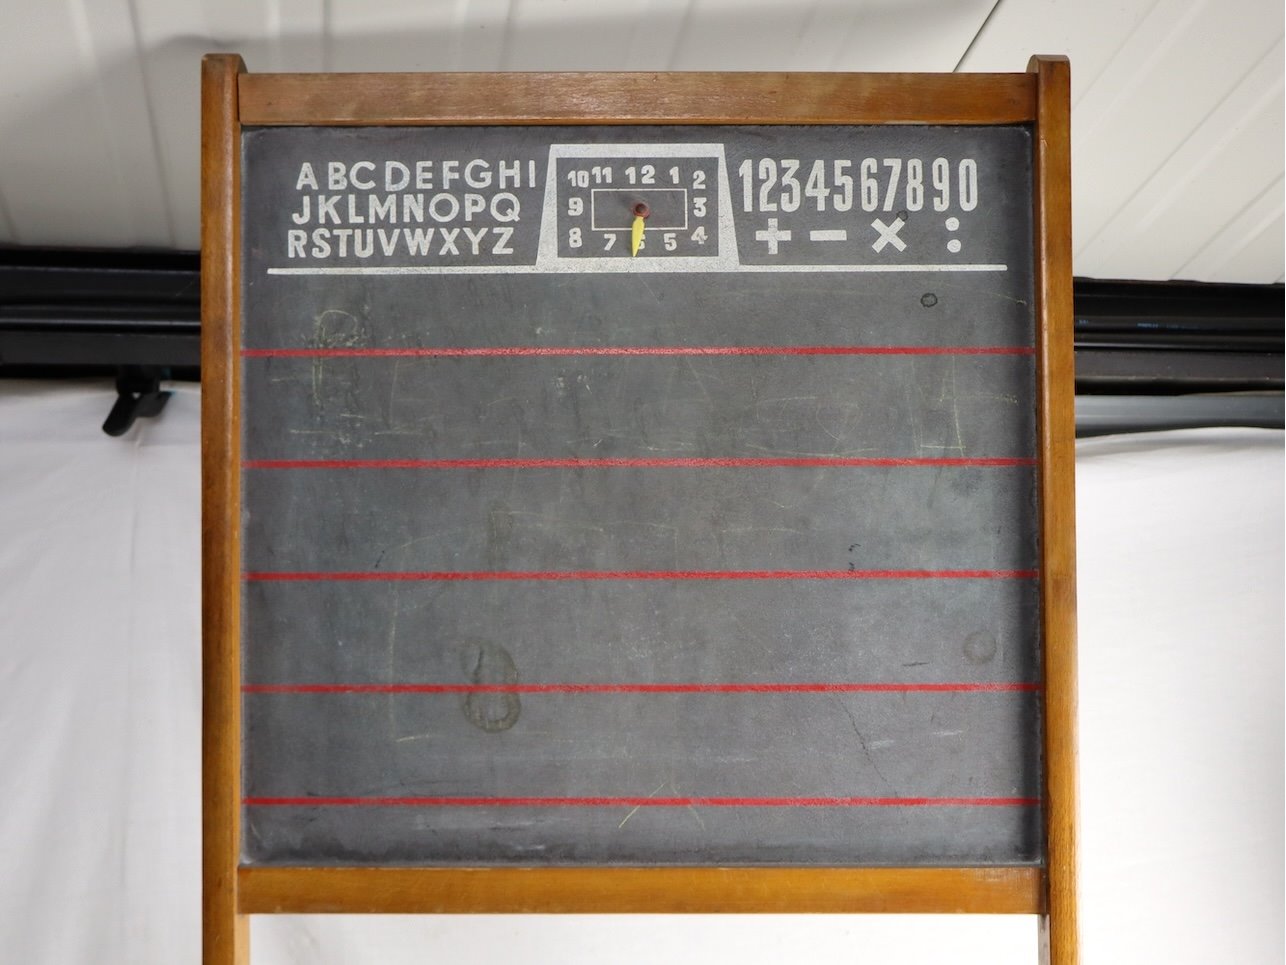 ABCDEFGHI
JKLMNOPQ
RSTUVWXYZ
10 11 12 1 2
9 3
8 7 6 5 4
1234567890
+ − × :